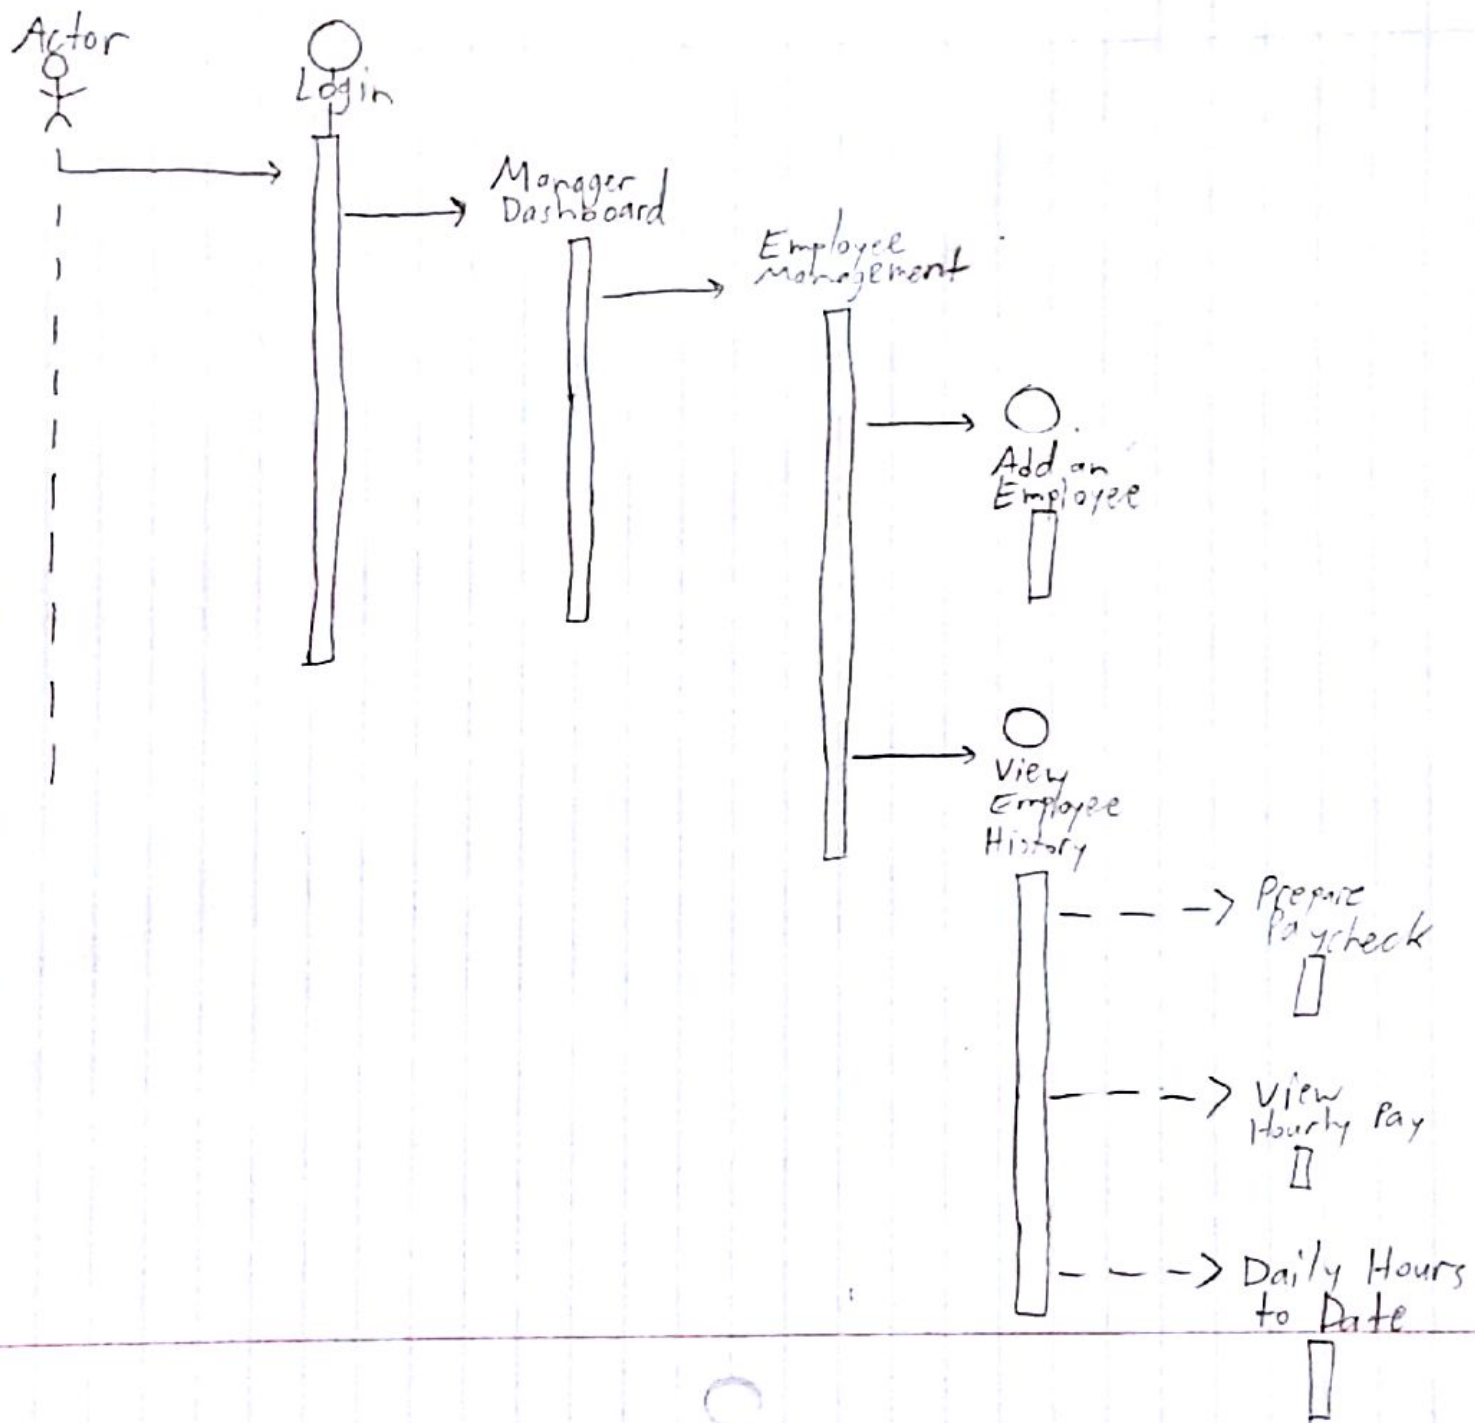 Actor
Login
Manager
Dashboard
Employee
Management
Add an
Employee
View
Employee
History
Prepare
Paycheck
View
Hourly Pay
Daily Hours
to Date